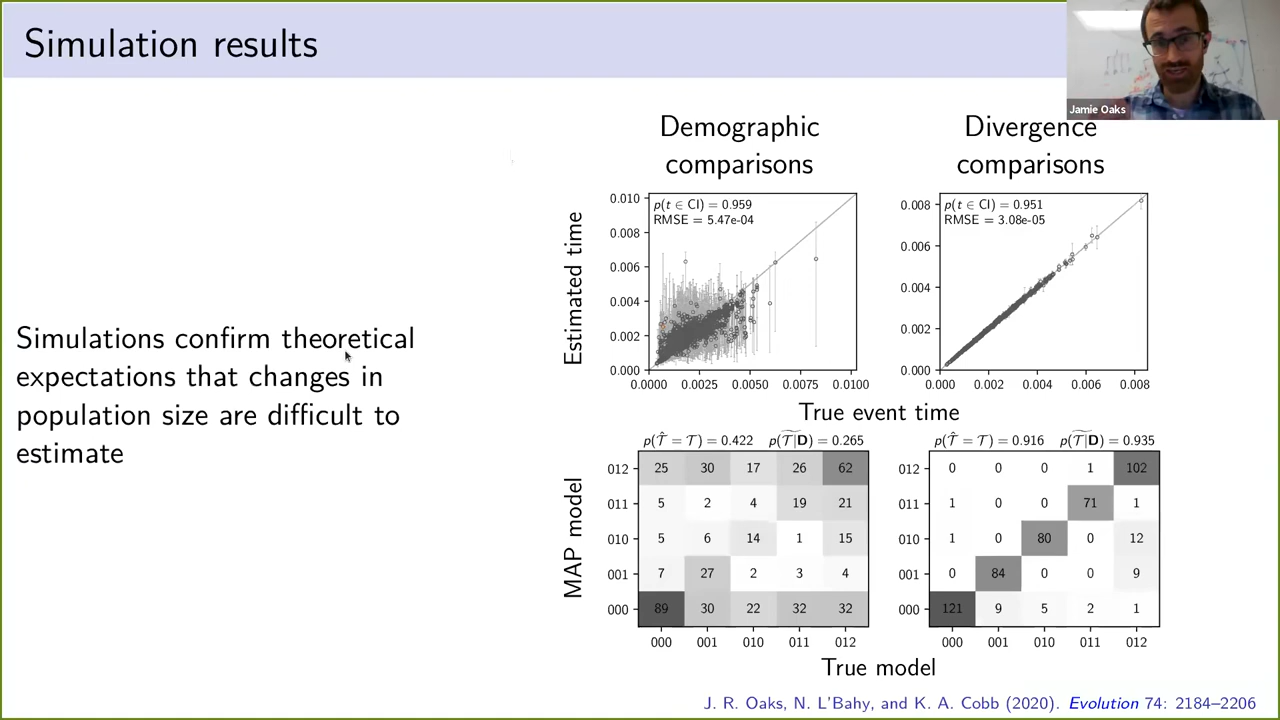 Simulation results
Jamie Oaks
Simulations confirm theoretical
expectations that changes in
population size are difficult to
estimate
Demographic
comparisons
Divergence
comparisons
p(t ∈ CI) = 0.959
RMSE = 5.47e-04
p(t ∈ CI) = 0.951
RMSE = 3.08e-05
Estimated time
0.010
0.008
0.006
0.004
0.002
0.000
0.0000 0.0025 0.0050 0.0075 0.0100
0.008
0.006
0.004
0.002
0.000
0.000 0.002 0.004 0.006 0.008
True event time
p(𝒯̂ = 𝒯) = 0.422 p(𝒯|D)͠ = 0.265
p(𝒯̂ = 𝒯) = 0.916 p(𝒯|D)͠ = 0.935
MAP model
012 25 30 17 26 62
011 5 2 4 19 21
010 5 6 14 1 15
001 7 27 2 3 4
000 89 30 22 32 32
000 001 010 011 012
0 0 0 1 102
1 0 0 71 1
1 0 80 0 12
0 84 0 0 9
121 9 5 2 1
000 001 010 011 012
True model
J. R. Oaks, N. L'Bahy, and K. A. Cobb (2020). Evolution 74: 2184–2206